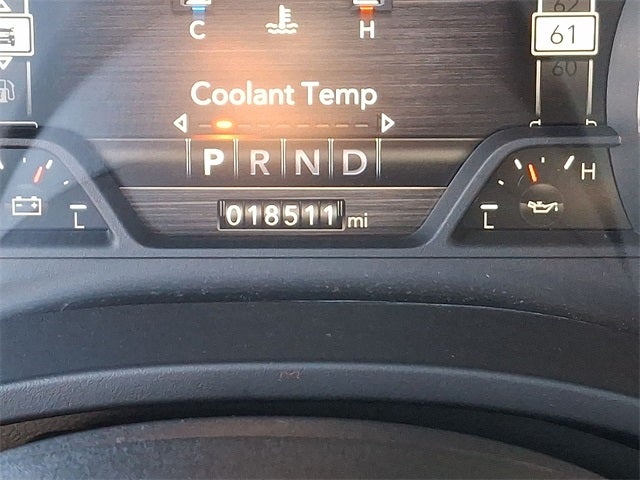 62
C H
61
60
Coolant Temp
P R N D
H
018511 mi
L L